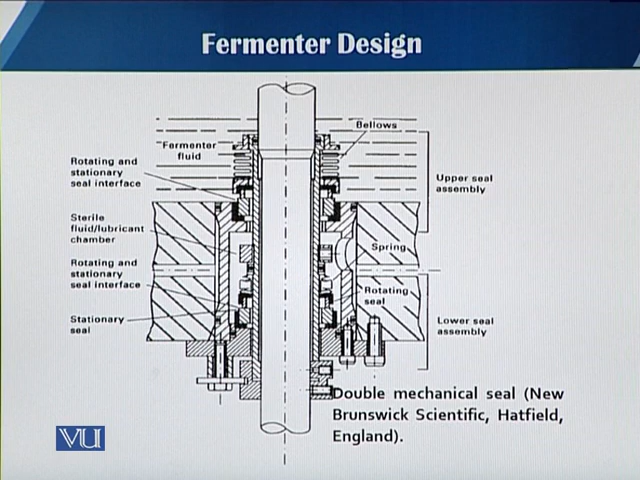 Fermenter Design
Bellows
Fermenter
fluid
Rotating and
stationary
seal interface
Upper seal
assembly
Sterile
fluid/lubricant
chamber
Spring
Rotating and
stationary
seal interface
Rotating
seal
Stationary
seal
Lower seal
assembly
Double mechanical seal (New
Brunswick Scientific, Hatfield,
England).
VU